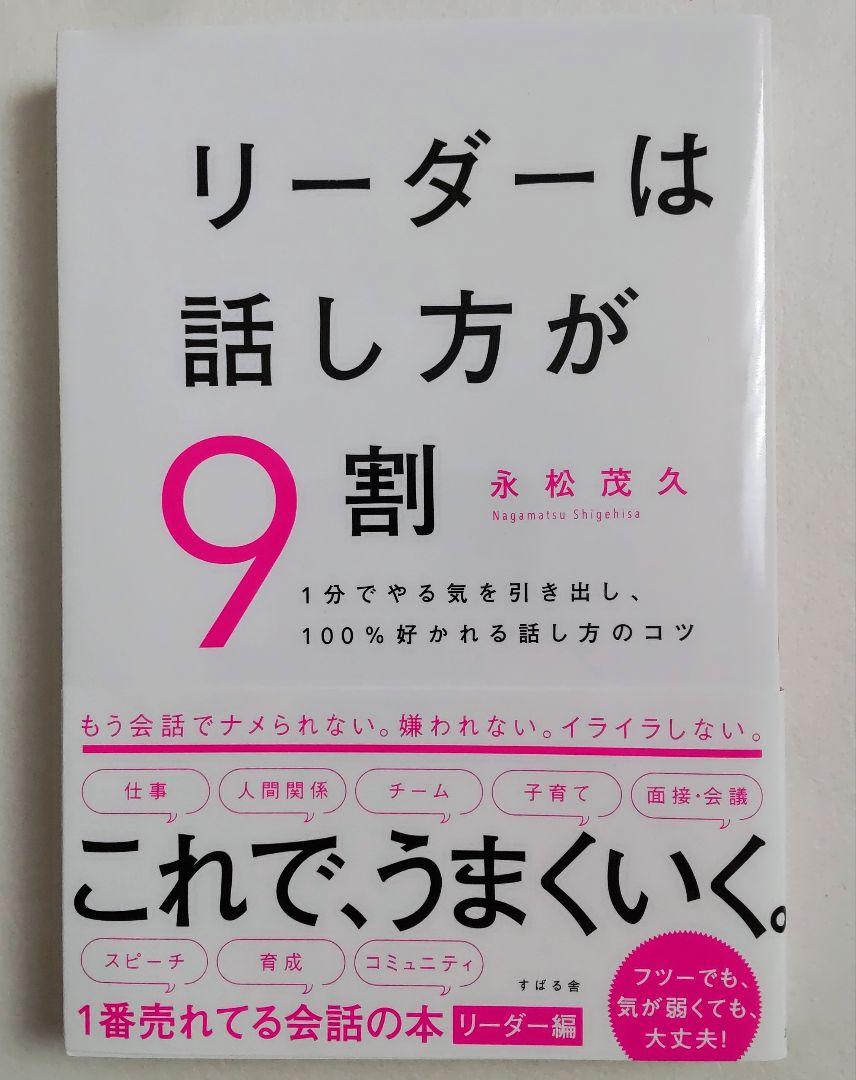 リーダーは
話し方が
9割
永松茂久
Nagamatsu Shigehisa
1分でやる気を引き出し、
100%好かれる話し方のコツ
もう会話でナメられない。嫌われない。イライラしない。
仕事
人間関係
チーム
子育て
面接・会議
これで、うまくいく。
スピーチ
育成
コミュニティ
すばる舎
フツーでも、
気が弱くても、
大丈夫!
1番売れてる会話の本 リーダー編